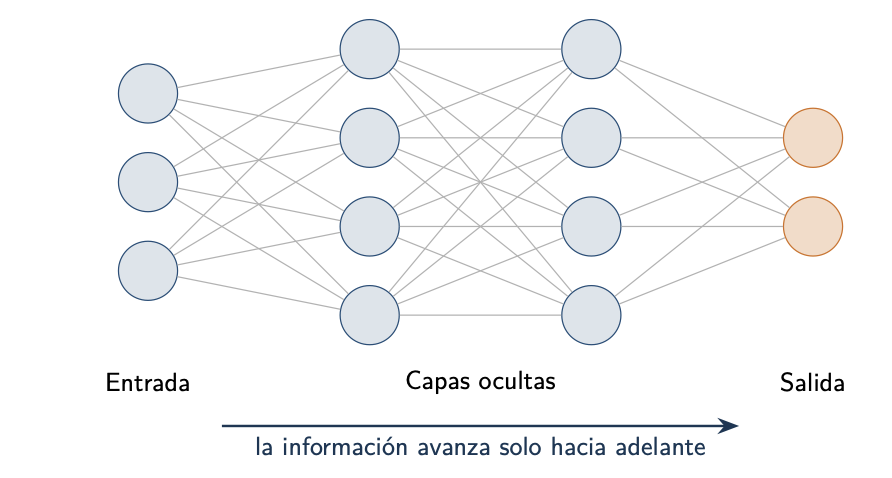 Entrada
Capas ocultas
Salida
la información avanza solo hacia adelante